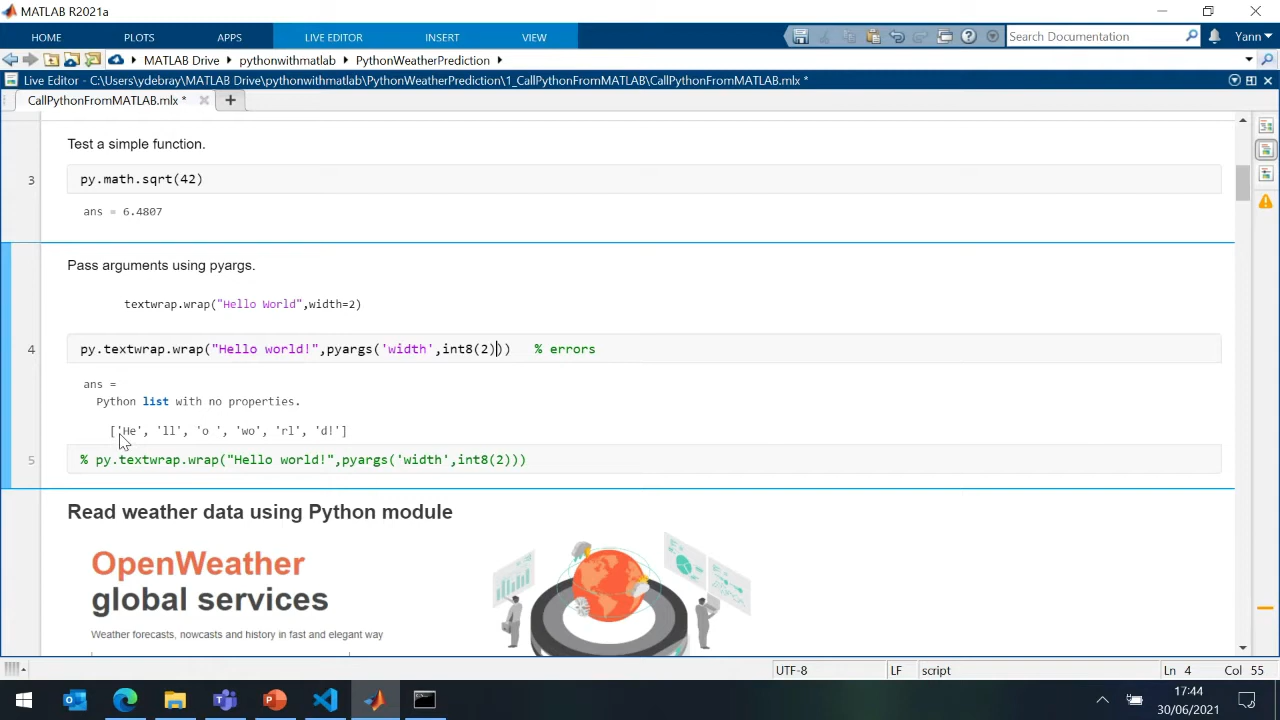 MATLAB R2021a
HOME PLOTS APPS LIVE EDITOR INSERT VIEW Search Documentation Yann
MATLAB Drive pythonwithmatlab PythonWeatherPrediction
Live Editor - C:\Users\ydebray\MATLAB Drive\pythonwithmatlab\PythonWeatherPrediction\1_CallPythonFromMATLAB\CallPythonFromMATLAB.mlx *
CallPythonFromMATLAB.mlx *
Test a simple function.
3 py.math.sqrt(42)
ans = 6.4807
Pass arguments using pyargs.
textwrap.wrap("Hello World",width=2)
4 py.textwrap.wrap("Hello world!",pyargs('width',int8(2))) % errors
ans =
Python list with no properties.
['He', 'll', 'o ', 'wo', 'rl', 'd!']
5 % py.textwrap.wrap("Hello world!",pyargs('width',int8(2)))
Read weather data using Python module
OpenWeather
global services
Weather forecasts, nowcasts and history in fast and elegant way
UTF-8 LF script Ln 4 Col 55
17:44
30/06/2021